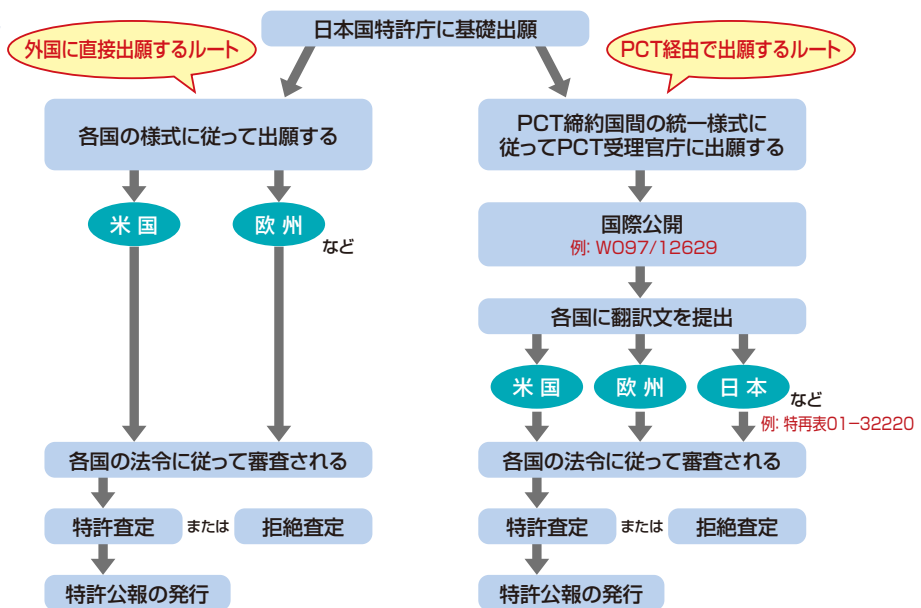 日本国特許庁に基礎出願
外国に直接出願するルート
PCT経由で出願するルート
各国の様式に従って出願する
米国
欧州
など
各国の法令に従って審査される
特許査定
または
拒絶査定
特許公報の発行
PCT締約国間の統一様式に
従ってPCT受理官庁に出願する
国際公開
例: WO97/12629
各国に翻訳文を提出
米国
欧州
日本
など
例: 特再表01−32220
各国の法令に従って審査される
特許査定
または
拒絶査定
特許公報の発行